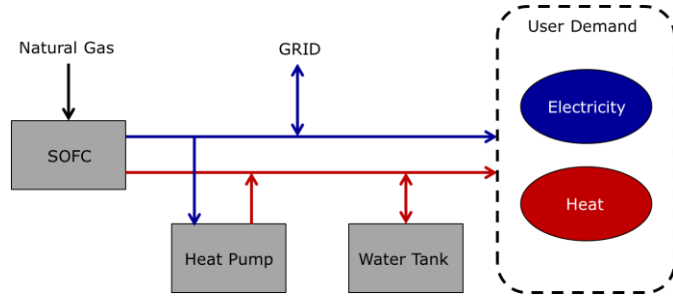 User Demand
Natural Gas
GRID
Electricity
SOFC
Heat
Heat Pump
Water Tank